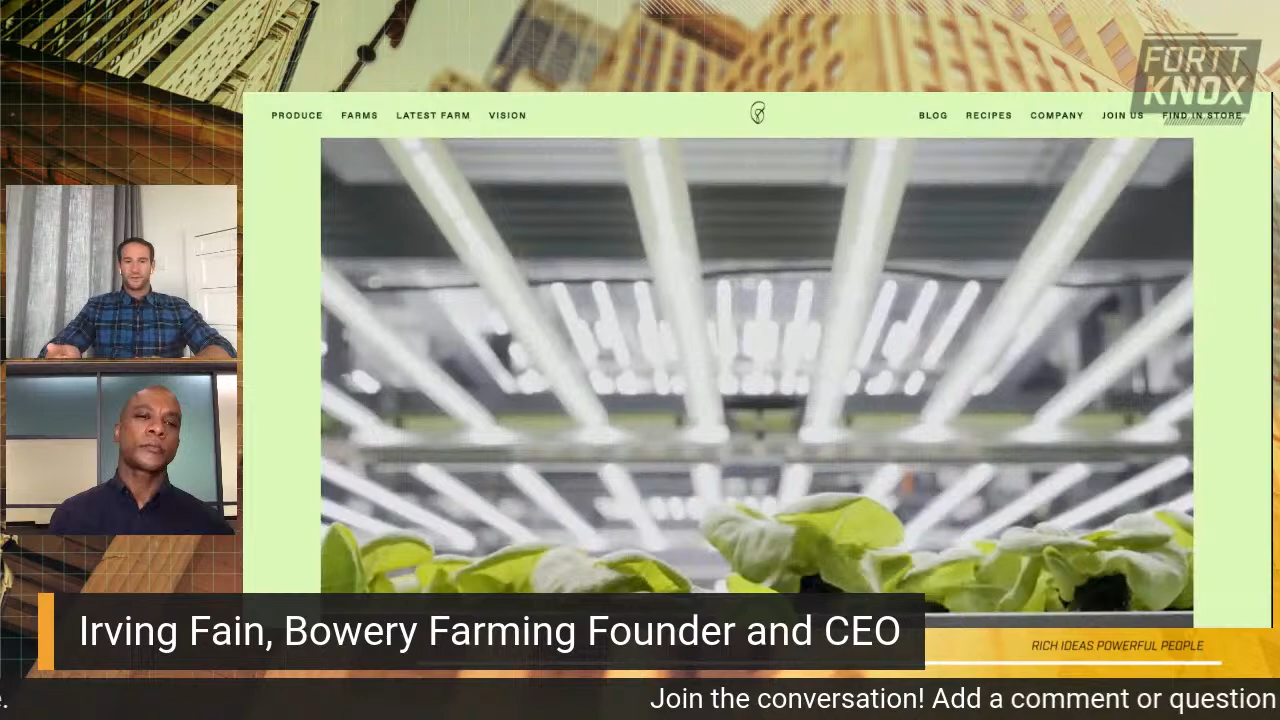 FORTT
KNOX
PRODUCE FARMS LATEST FARM VISION
BLOG RECIPES COMPANY JOIN US FIND IN STORE
Irving Fain, Bowery Farming Founder and CEO
RICH IDEAS POWERFUL PEOPLE
e. Join the conversation! Add a comment or question